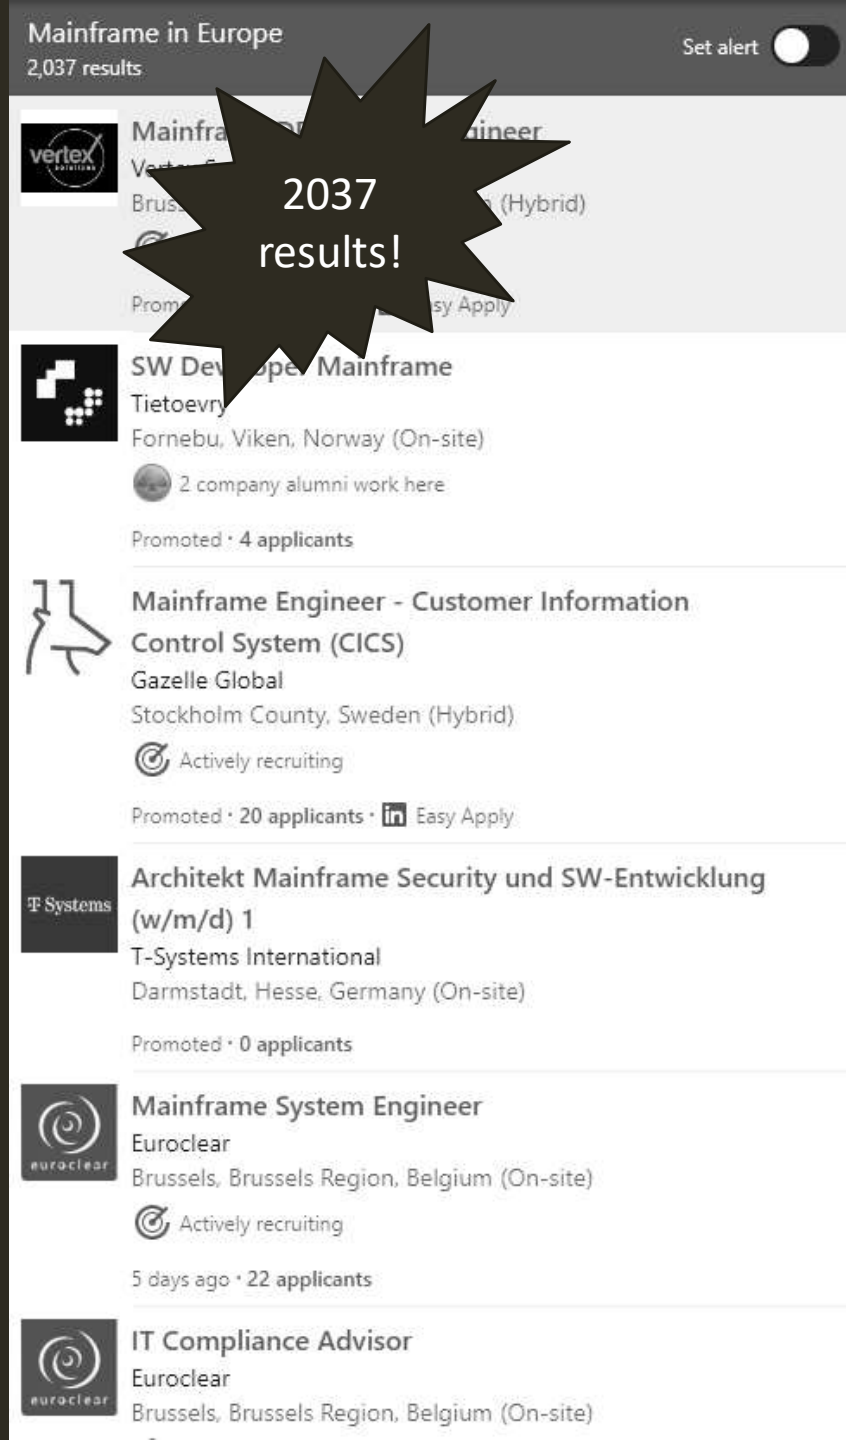 Mainframe in Europe
2,037 results
Set alert
2037
results!
vertex
solutions
Mainfra gineer
Brus (Hybrid)
Prom sy Apply
SW Developer Mainframe
Tietoevry
Fornebu, Viken, Norway (On-site)
2 company alumni work here
Promoted · 4 applicants
Mainframe Engineer - Customer Information
Control System (CICS)
Gazelle Global
Stockholm County, Sweden (Hybrid)
Actively recruiting
Promoted · 20 applicants · in Easy Apply
T Systems
Architekt Mainframe Security und SW-Entwicklung
(w/m/d) 1
T-Systems International
Darmstadt, Hesse, Germany (On-site)
Promoted · 0 applicants
euroclear
Mainframe System Engineer
Euroclear
Brussels, Brussels Region, Belgium (On-site)
Actively recruiting
5 days ago · 22 applicants
euroclear
IT Compliance Advisor
Euroclear
Brussels, Brussels Region, Belgium (On-site)